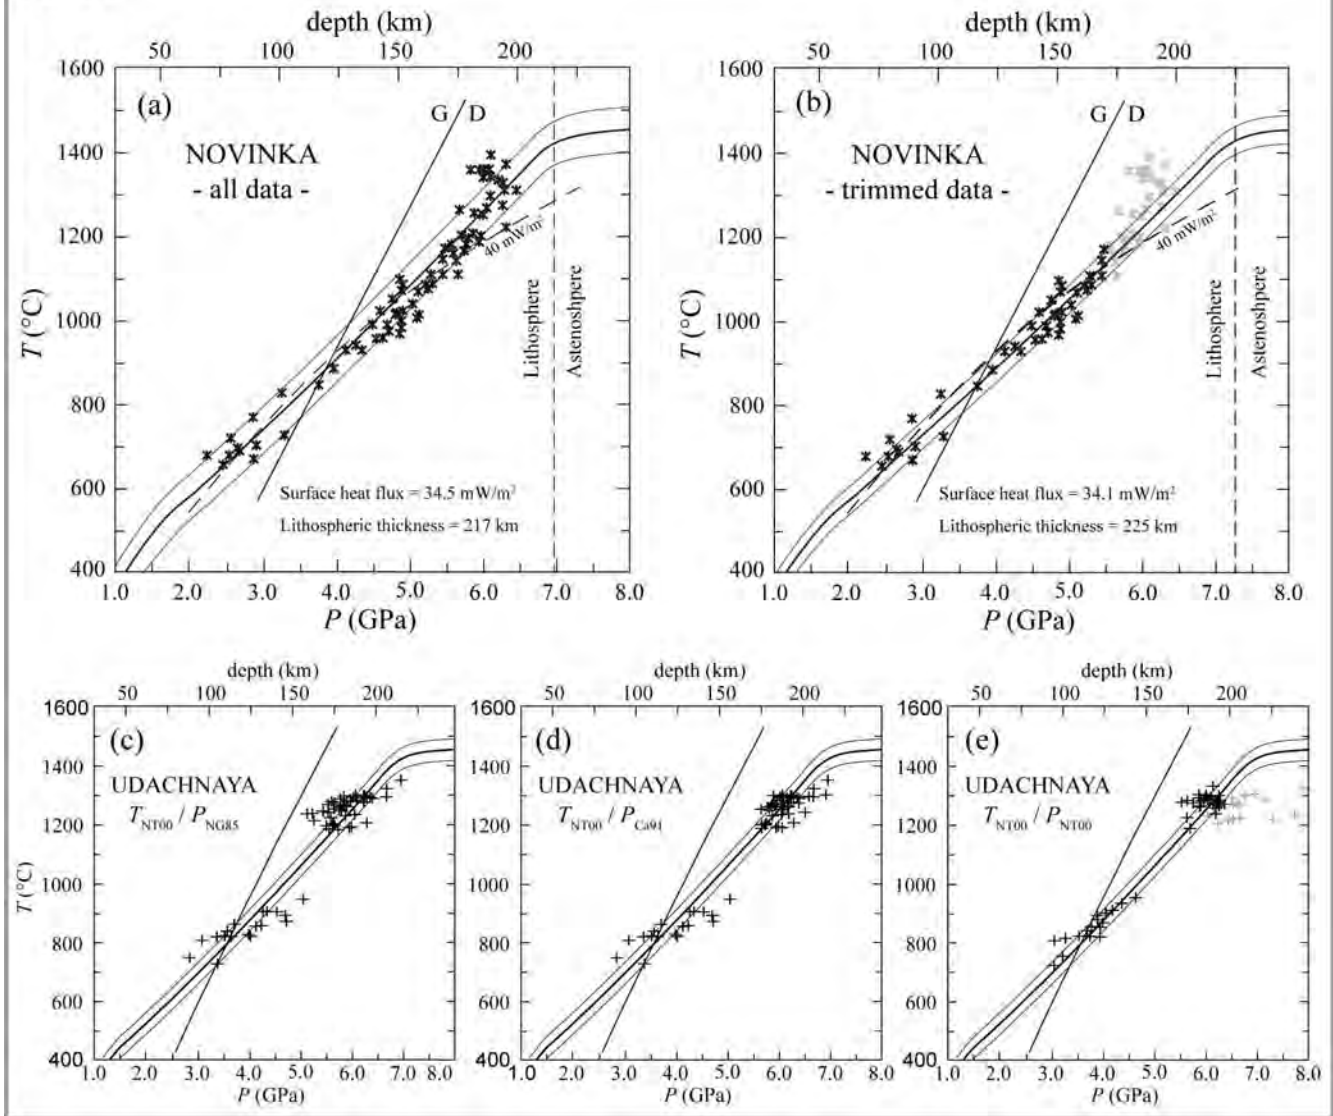 depth (km)
50 100 150 200
depth (km)
50 100 150 200
1600
1400
1200
1000
800
600
400
T (°C)
(a)
G D
NOVINKA
- all data -
40 mW/m²
Lithosphere
Astenoshpere
Surface heat flux = 34.5 mW/m²
Lithospheric thickness = 217 km
1.0 2.0 3.0 4.0 5.0 6.0 7.0 8.0
P (GPa)
1600
1400
1200
1000
800
600
400
T (°C)
(b)
G D
NOVINKA
- trimmed data -
40 mW/m²
Lithosphere
Astenoshpere
Surface heat flux = 34.1 mW/m²
Lithospheric thickness = 225 km
1.0 2.0 3.0 4.0 5.0 6.0 7.0 8.0
P (GPa)
depth (km)
50 100 150 200
1600
1400
1200
1000
800
600
400
T (°C)
(c)
UDACHNAYA
T NT00 / P NG85
1.0 2.0 3.0 4.0 5.0 6.0 7.0 8.0
P (GPa)
depth (km)
50 100 150 200
1600
1400
1200
1000
800
600
400
(d)
UDACHNAYA
T NT00 / P Ca91
1.0 2.0 3.0 4.0 5.0 6.0 7.0 8.0
P (GPa)
depth (km)
50 100 150 200
1600
1400
1200
1000
800
600
400
(e)
UDACHNAYA
T NT00 / P NT00
1.0 2.0 3.0 4.0 5.0 6.0 7.0 8.0
P (GPa)